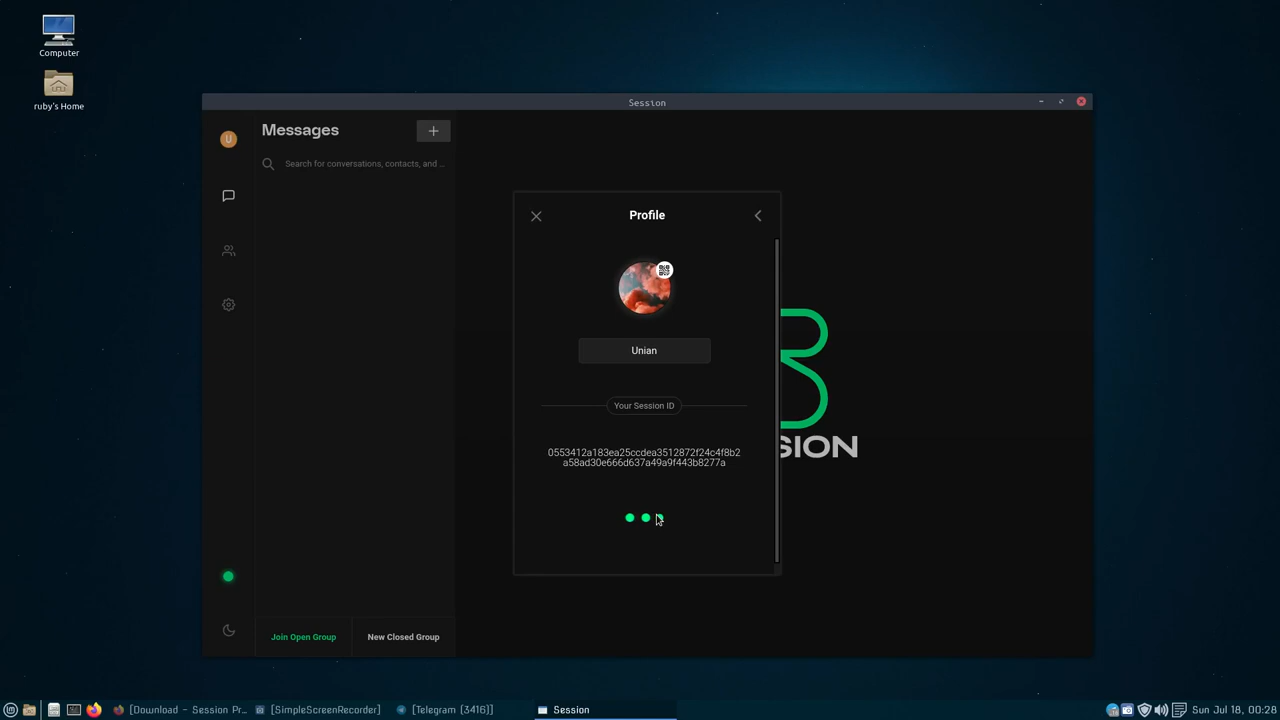 Computer
ruby's Home
Session
U
Messages
Search for conversations, contacts, and ...
Profile
Unian
Your Session ID
0553412a183ea25ccdea3512872f24c4f8b2
a58ad30e666d637a49a9f443b8277a
SION
Join Open Group
New Closed Group
[Download - Session Pr...
[SimpleScreenRecorder]
[Telegram (3416)]
Session
Sun Jul 18, 00:28